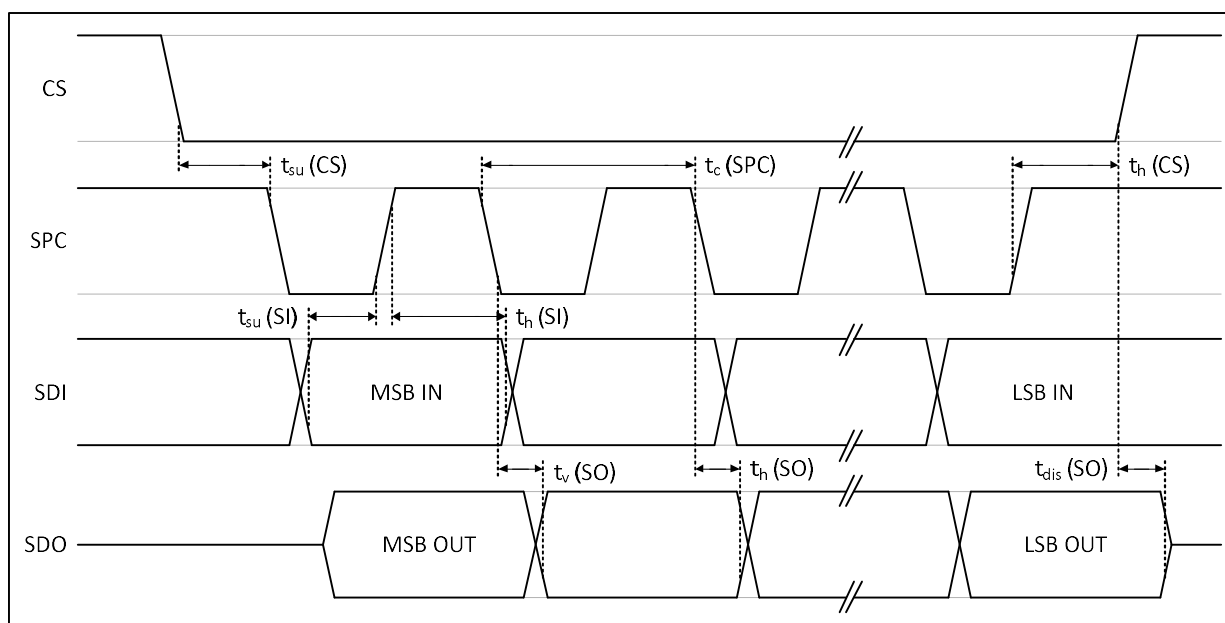 CS
t_su (CS)
t_c (SPC)
t_h (CS)
SPC
t_su (SI)
t_h (SI)
SDI
MSB IN
LSB IN
t_v (SO)
t_h (SO)
t_dis (SO)
SDO
MSB OUT
LSB OUT